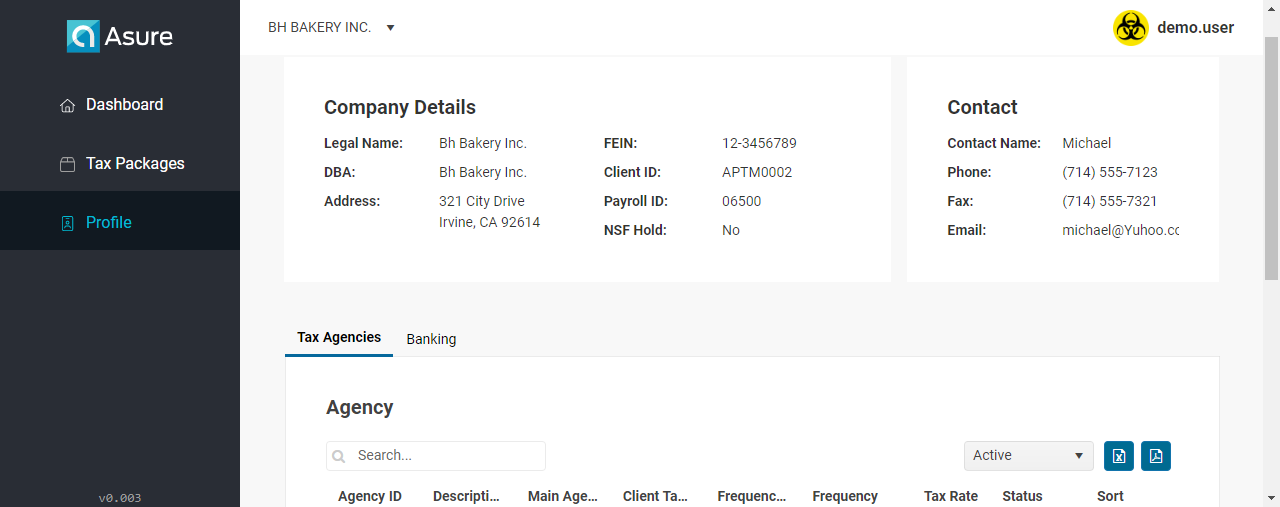 Asure
BH BAKERY INC.
demo.user
Dashboard
Tax Packages
Profile
v0.003
Company Details
Legal Name: Bh Bakery Inc. FEIN: 12-3456789
DBA: Bh Bakery Inc. Client ID: APTM0002
Address: 321 City Drive Payroll ID: 06500
Irvine, CA 92614
NSF Hold: No
Contact
Contact Name: Michael
Phone: (714) 555-7123
Fax: (714) 555-7321
Email: michael@Yuhoo.cc
Tax Agencies Banking
Agency
Search... Active
Agency ID Descripti... Main Age... Client Ta... Frequenc... Frequency Tax Rate Status Sort